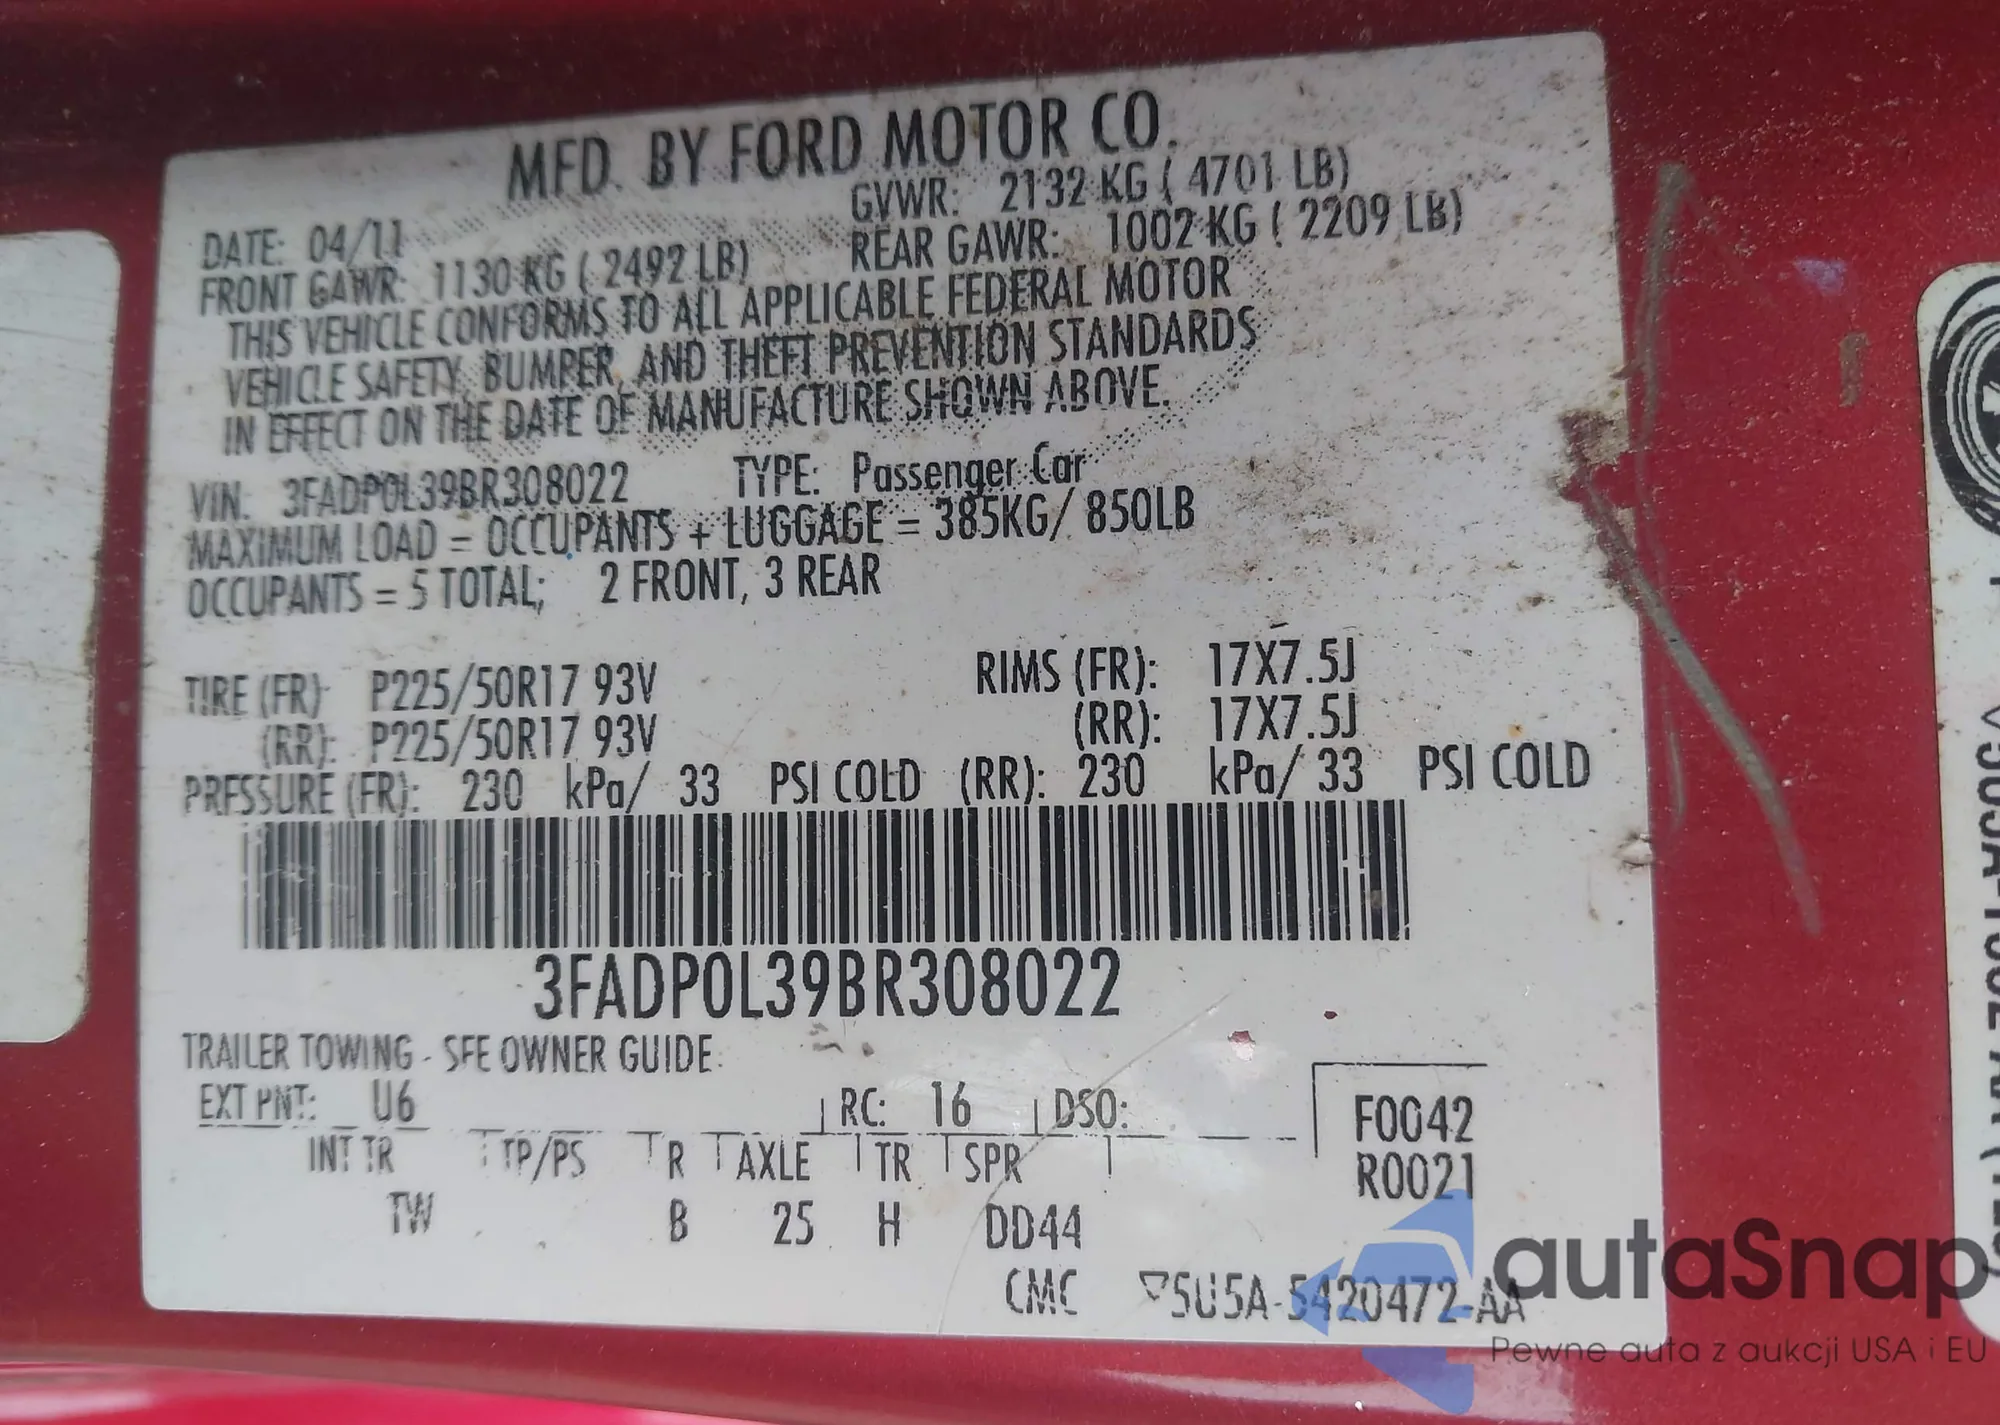 MFD. BY FORD MOTOR CO.
DATE: 04/11 GVWR: 2132 KG ( 4701 LB)
FRONT GAWR: 1130 KG ( 2492 LB) REAR GAWR: 1002 KG ( 2209 LB)
THIS VEHICLE CONFORMS TO ALL APPLICABLE FEDERAL MOTOR
VEHICLE SAFETY, BUMPER, AND THEFT PREVENTION STANDARDS
IN EFFECT ON THE DATE OF MANUFACTURE SHOWN ABOVE.
VIN: 3FADP0L39BR308022 TYPE: Passenger Car
MAXIMUM LOAD = OCCUPANTS + LUGGAGE = 385KG/ 850LB
OCCUPANTS = 5 TOTAL; 2 FRONT, 3 REAR
TIRE (FR): P225/50R17 93V RIMS (FR): 17X7.5J
(RR): P225/50R17 93V (RR): 17X7.5J
PRESSURE (FR): 230 kPa/ 33 PSI COLD (RR): 230 kPa/ 33 PSI COLD
3FADP0L39BR308022
TRAILER TOWING - SEE OWNER GUIDE.
EXT PNT: U6 RC: 16 DSO:
F0042
INT TR TP/PS R AXLE TR SPR
R0021
TW B 25 H DD44
CMC 5U5A-5420472-AA
autaSnap
Pewne auta z aukcji USA i EU